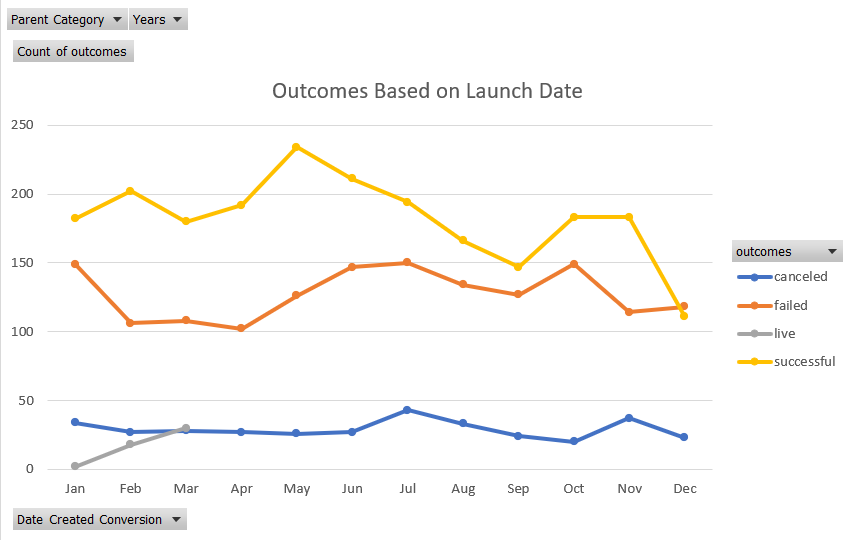 Parent Category Years
Count of outcomes
Outcomes Based on Launch Date
250
200
150
100
50
0
Jan Feb Mar Apr May Jun Jul Aug Sep Oct Nov Dec
outcomes
canceled
failed
live
successful
Date Created Conversion